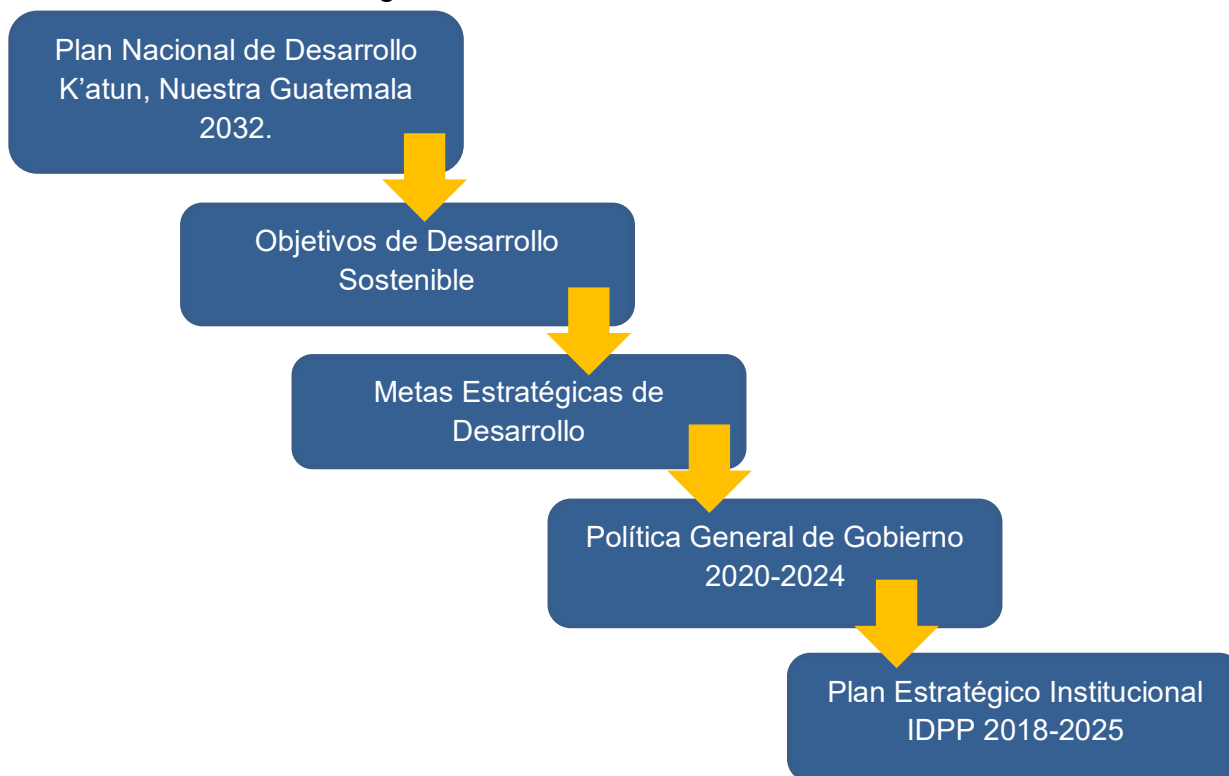 Plan Nacional de Desarrollo
K’atun, Nuestra Guatemala
2032.
Objetivos de Desarrollo
Sostenible
Metas Estratégicas de
Desarrollo
Política General de Gobierno
2020-2024
Plan Estratégico Institucional
IDPP 2018-2025